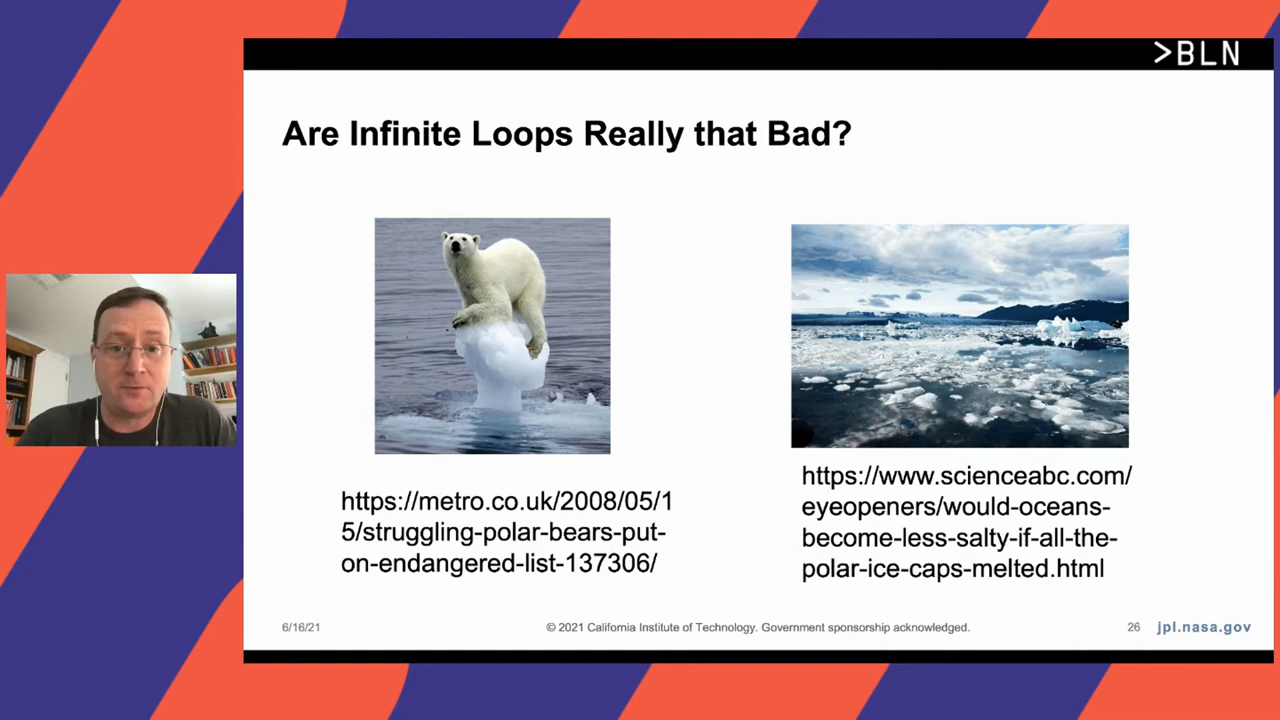 >BLN
Are Infinite Loops Really that Bad?
https://metro.co.uk/2008/05/1
5/struggling-polar-bears-put-
on-endangered-list-137306/
https://www.scienceabc.com/
eyeopeners/would-oceans-
become-less-salty-if-all-the-
polar-ice-caps-melted.html
6/16/21
© 2021 California Institute of Technology. Government sponsorship acknowledged.
26
jpl.nasa.gov